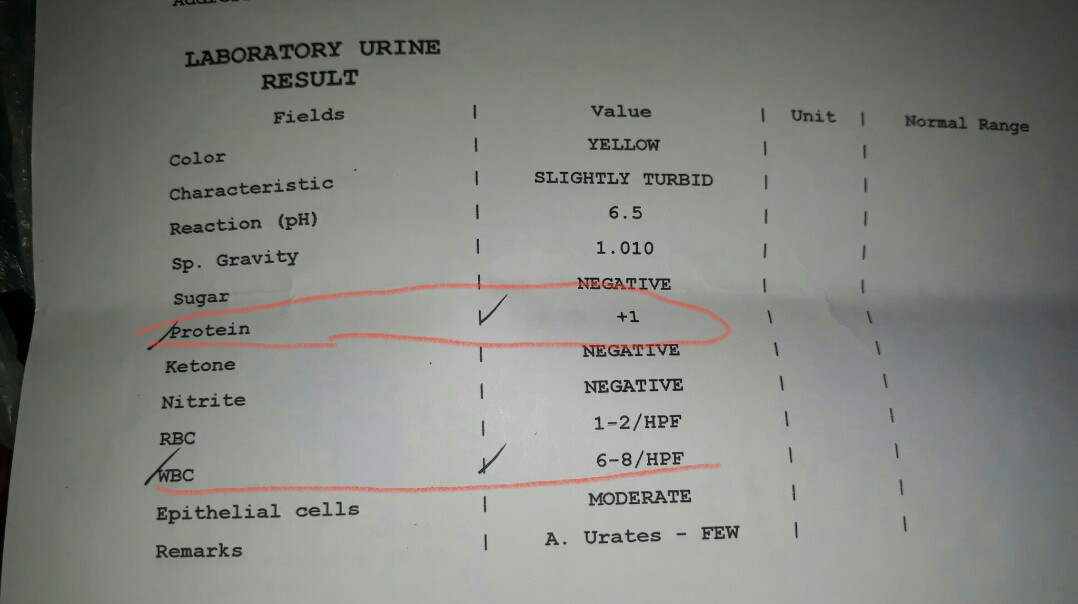 LABORATORY URINE
RESULT
Fields | Value | Unit | Normal Range
Color | YELLOW | |
Characteristic | SLIGHTLY TURBID | |
Reaction (pH) | 6.5 | |
Sp. Gravity | 1.010 | |
Sugar | NEGATIVE | |
Protein | +1 | |
Ketone | NEGATIVE | |
Nitrite | NEGATIVE | |
RBC | 1-2/HPF | |
WBC | 6-8/HPF | |
Epithelial cells | MODERATE | |
Remarks | A. Urates - FEW | |